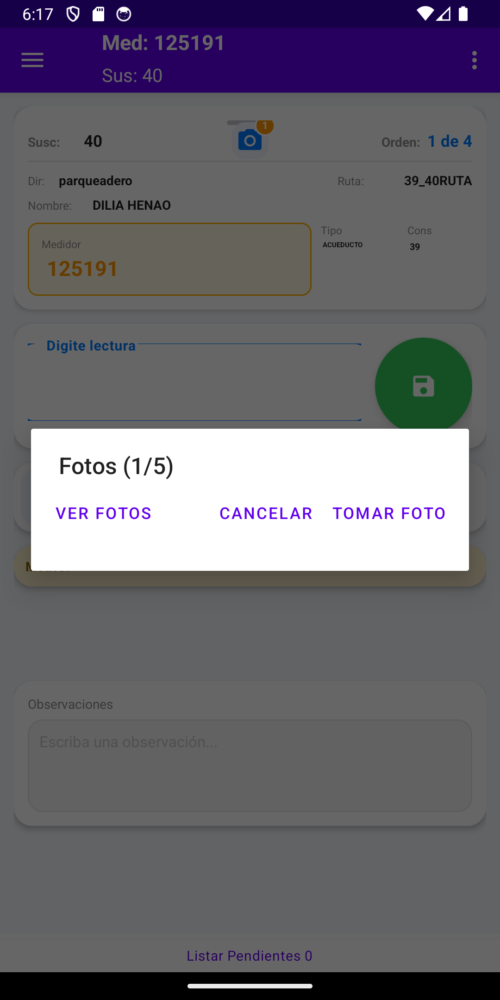 6:17
Med: 125191
Sus: 40
1
Susc: 40
Orden: 1 de 4
Dir: parqueadero
Ruta: 39_40RUTA
Nombre: DILIA HENAO
Medidor
125191
Tipo
ACUEDUCTO
Cons
39
Digite lectura
Fotos (1/5)
VER FOTOS
CANCELAR
TOMAR FOTO
Observaciones
Escriba una observación...
Listar Pendientes 0